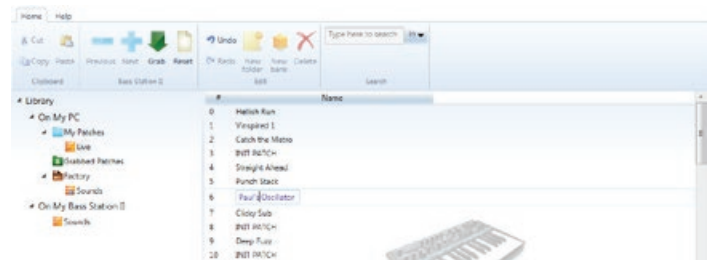 Home Help
Cut
Copy Paste
Clipboard
Previous Next Grab Reset
Bass Station II
Undo
Redo
New folder
New bank
Delete
Edit
Type here to search in
Search
Library
On My PC
My Patches
Live
Grabbed Patches
Factory
Sounds
On My Bass Station II
Sounds
# Name
0 Hellish Run
1 V-inspired 1
2 Catch the Metro
3 INIT PATCH
4 Straight Ahead
5 Punch Stack
6 Paul's Oscillator
7 Clicky Sub
8 INIT PATCH
9 Deep Fuzz
10 INIT PATCH